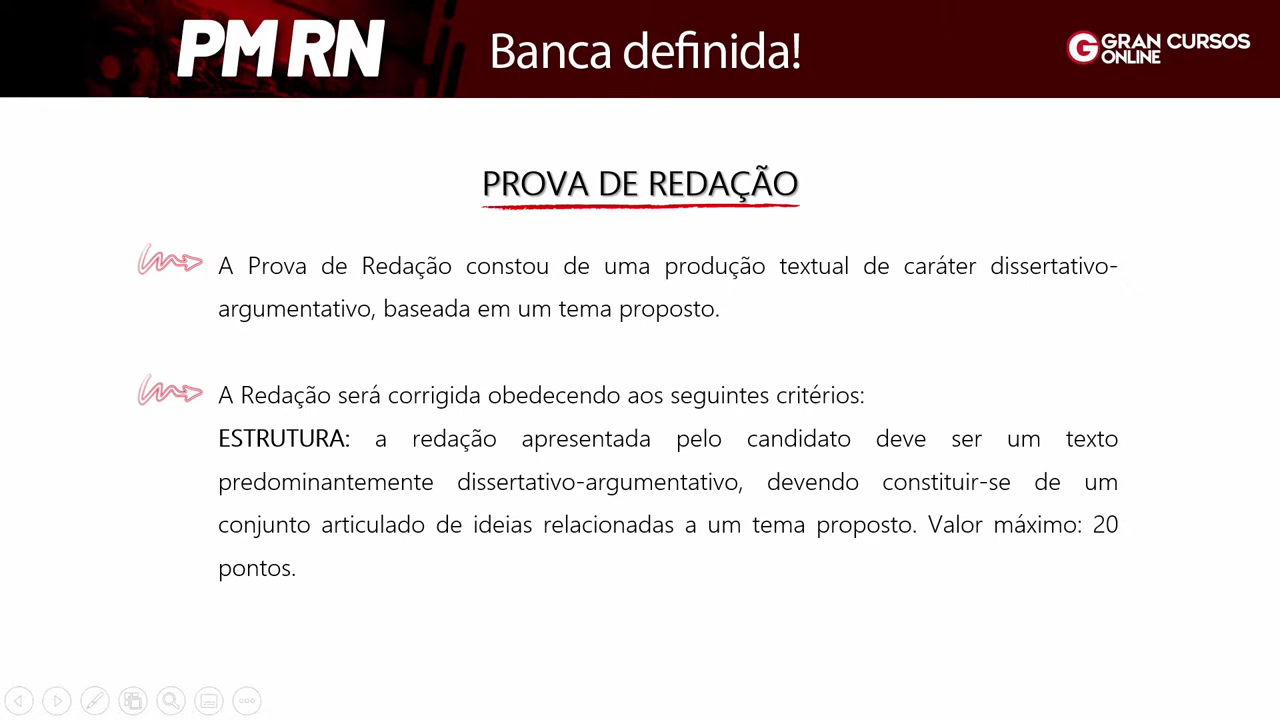 PM RN
Banca definida!
GRAN CURSOS
ONLINE
PROVA DE REDAÇÃO
A Prova de Redação constou de uma produção textual de caráter dissertativo-
argumentativo, baseada em um tema proposto.
A Redação será corrigida obedecendo aos seguintes critérios:
ESTRUTURA: a redação apresentada pelo candidato deve ser um texto
predominantemente dissertativo-argumentativo, devendo constituir-se de um
conjunto articulado de ideias relacionadas a um tema proposto. Valor máximo: 20
pontos.